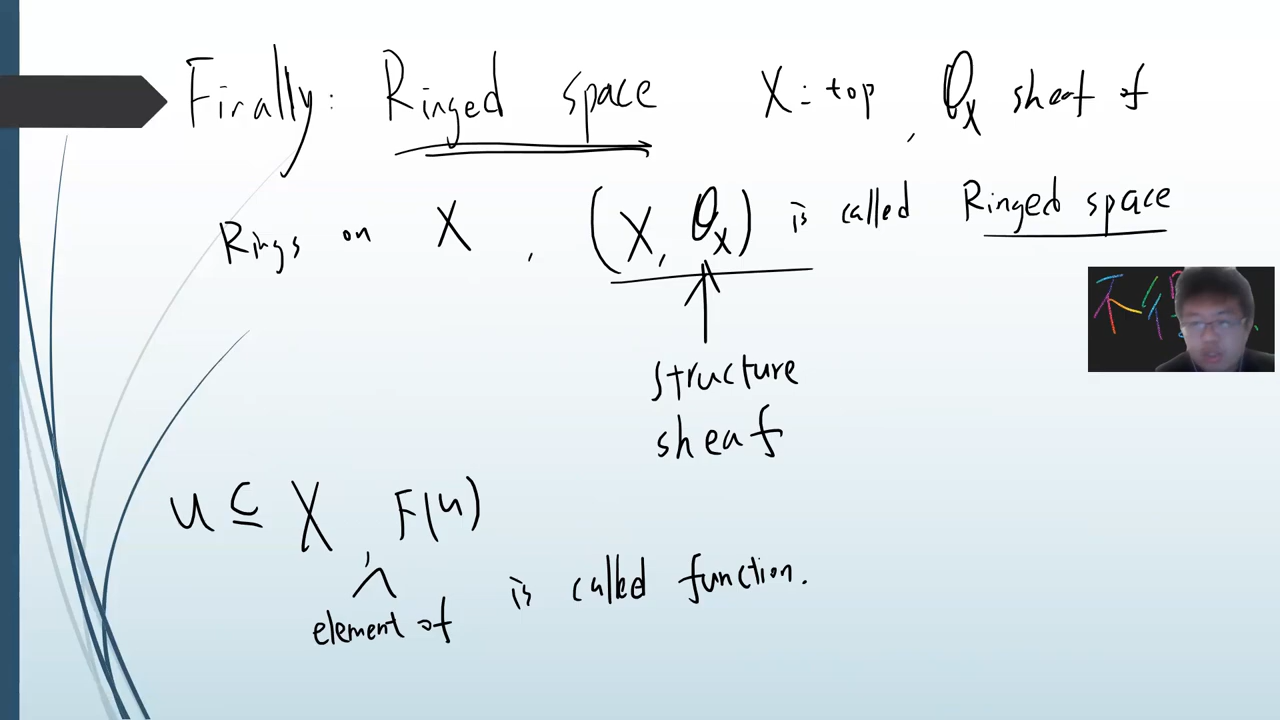 Finally: Ringed space X: top, O_X sheaf of
Rings on X, (X, O_X) is called Ringed space
structure
sheaf
U ⊆ X, F(U)
element of is called function.